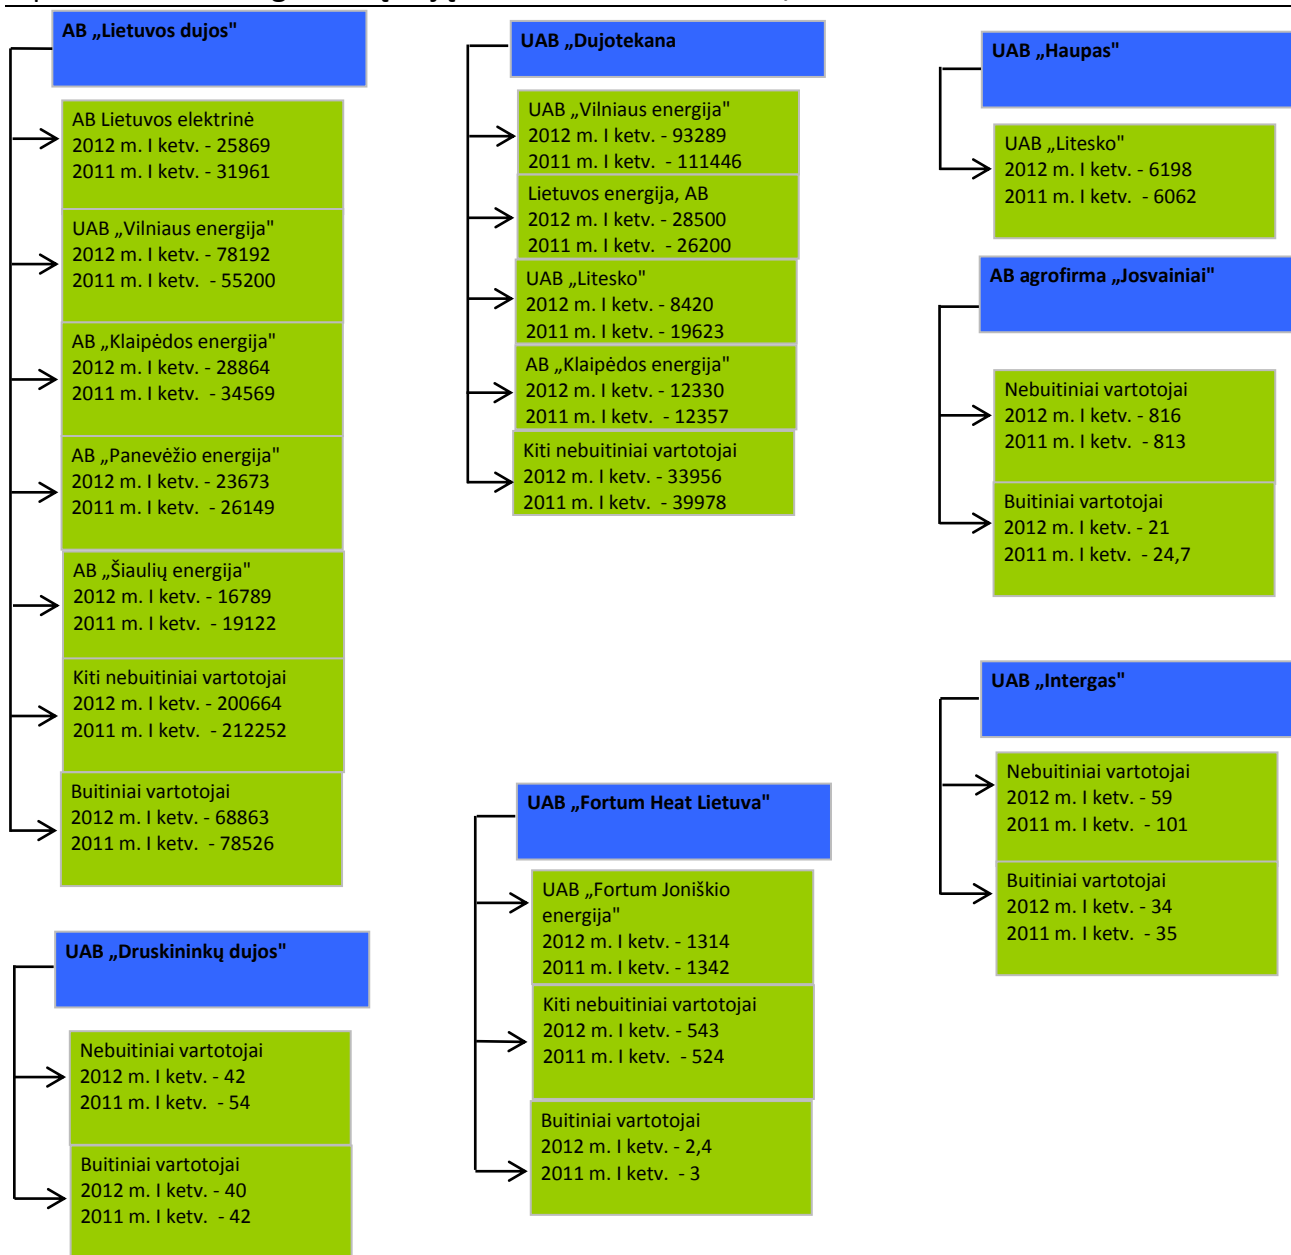 AB „Lietuvos dujos"
AB Lietuvos elektrinė
2012 m. I ketv. - 25869
2011 m. I ketv. - 31961
UAB „Vilniaus energija"
2012 m. I ketv. - 78192
2011 m. I ketv. - 55200
AB „Klaipėdos energija"
2012 m. I ketv. - 28864
2011 m. I ketv. - 34569
AB „Panevėžio energija"
2012 m. I ketv. - 23673
2011 m. I ketv. - 26149
AB „Šiaulių energija"
2012 m. I ketv. - 16789
2011 m. I ketv. - 19122
Kiti nebuitiniai vartotojai
2012 m. I ketv. - 200664
2011 m. I ketv. - 212252
Buitiniai vartotojai
2012 m. I ketv. - 68863
2011 m. I ketv. - 78526
UAB „Druskininkų dujos"
Nebuitiniai vartotojai
2012 m. I ketv. - 42
2011 m. I ketv. - 54
Buitiniai vartotojai
2012 m. I ketv. - 40
2011 m. I ketv. - 42
UAB „Dujotekana
UAB „Vilniaus energija"
2012 m. I ketv. - 93289
2011 m. I ketv. - 111446
Lietuvos energija, AB
2012 m. I ketv. - 28500
2011 m. I ketv. - 26200
UAB „Litesko"
2012 m. I ketv. - 8420
2011 m. I ketv. - 19623
AB „Klaipėdos energija"
2012 m. I ketv. - 12330
2011 m. I ketv. - 12357
Kiti nebuitiniai vartotojai
2012 m. I ketv. - 33956
2011 m. I ketv. - 39978
UAB „Fortum Heat Lietuva"
UAB „Fortum Joniškio
energija"
2012 m. I ketv. - 1314
2011 m. I ketv. - 1342
Kiti nebuitiniai vartotojai
2012 m. I ketv. - 543
2011 m. I ketv. - 524
Buitiniai vartotojai
2012 m. I ketv. - 2,4
2011 m. I ketv. - 3
UAB „Haupas"
UAB „Litesko"
2012 m. I ketv. - 6198
2011 m. I ketv. - 6062
AB agrofirma „Josvainiai"
Nebuitiniai vartotojai
2012 m. I ketv. - 816
2011 m. I ketv. - 813
Buitiniai vartotojai
2012 m. I ketv. - 21
2011 m. I ketv. - 24,7
UAB „Intergas"
Nebuitiniai vartotojai
2012 m. I ketv. - 59
2011 m. I ketv. - 101
Buitiniai vartotojai
2012 m. I ketv. - 34
2011 m. I ketv. - 35